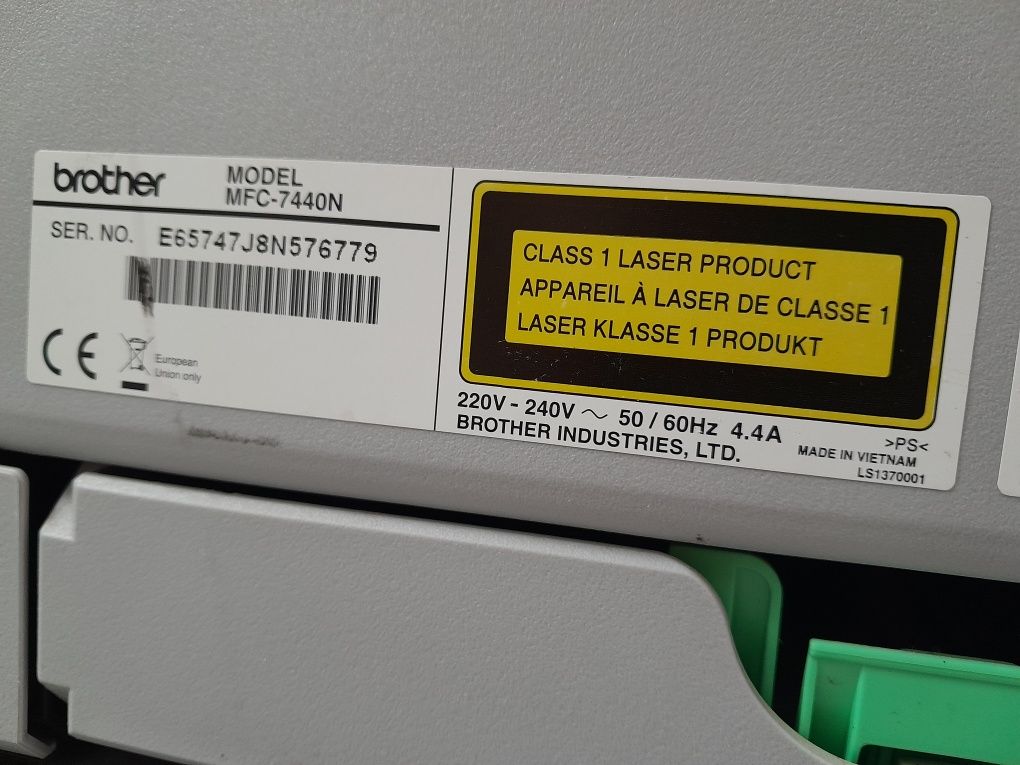 brother
MODEL
MFC-7440N
SER. NO. E65747J8N576779
CE
European
Union only
CLASS 1 LASER PRODUCT
APPAREIL À LASER DE CLASSE 1
LASER KLASSE 1 PRODUKT
220V - 240V ～ 50 / 60Hz 4.4A
BROTHER INDUSTRIES, LTD.
>PS<
MADE IN VIETNAM
LS1370001